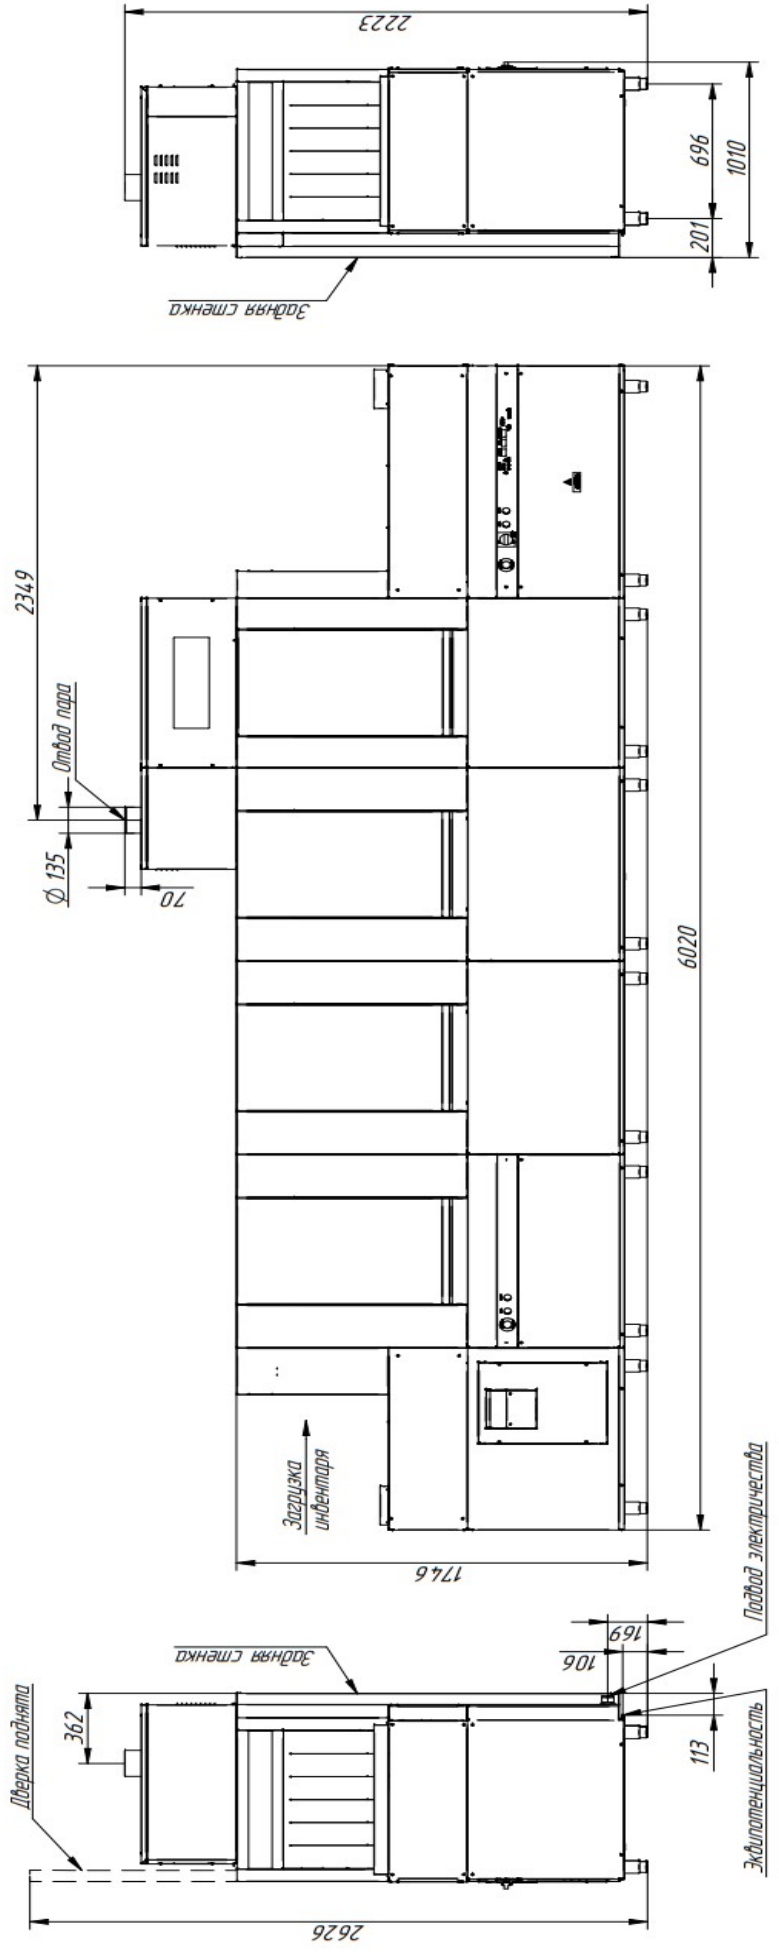 2626
Дверка поднята
362
Задняя стенка
106
169
113
Эквипотенциальность
Подвод электричества
1746
Загрузка
инвентаря
6020
Ø 135
70
Отвод пара
2349
Задняя стенка
2223
201
696
1010